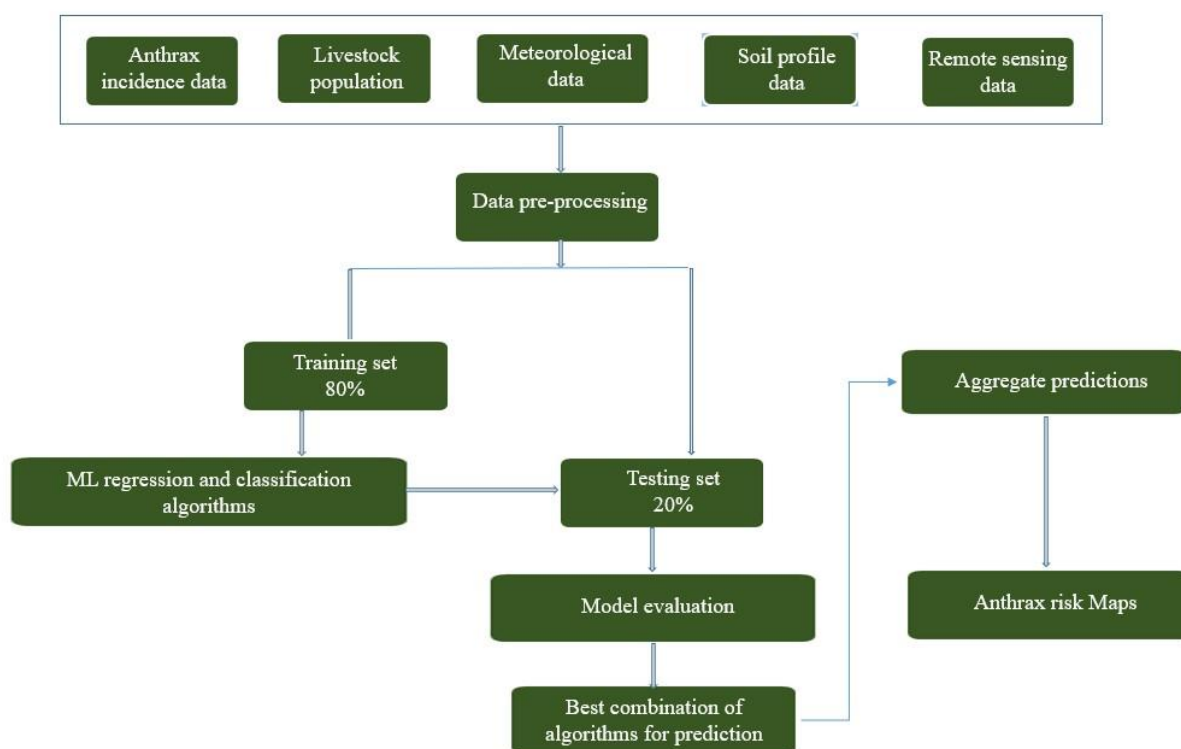 Anthrax
incidence data
Livestock
population
Meteorological
data
Soil profile
data
Remote sensing
data
Data pre-processing
Training set
80%
ML regression and classification
algorithms
Testing set
20%
Model evaluation
Best combination of
algorithms for prediction
Aggregate predictions
Anthrax risk Maps